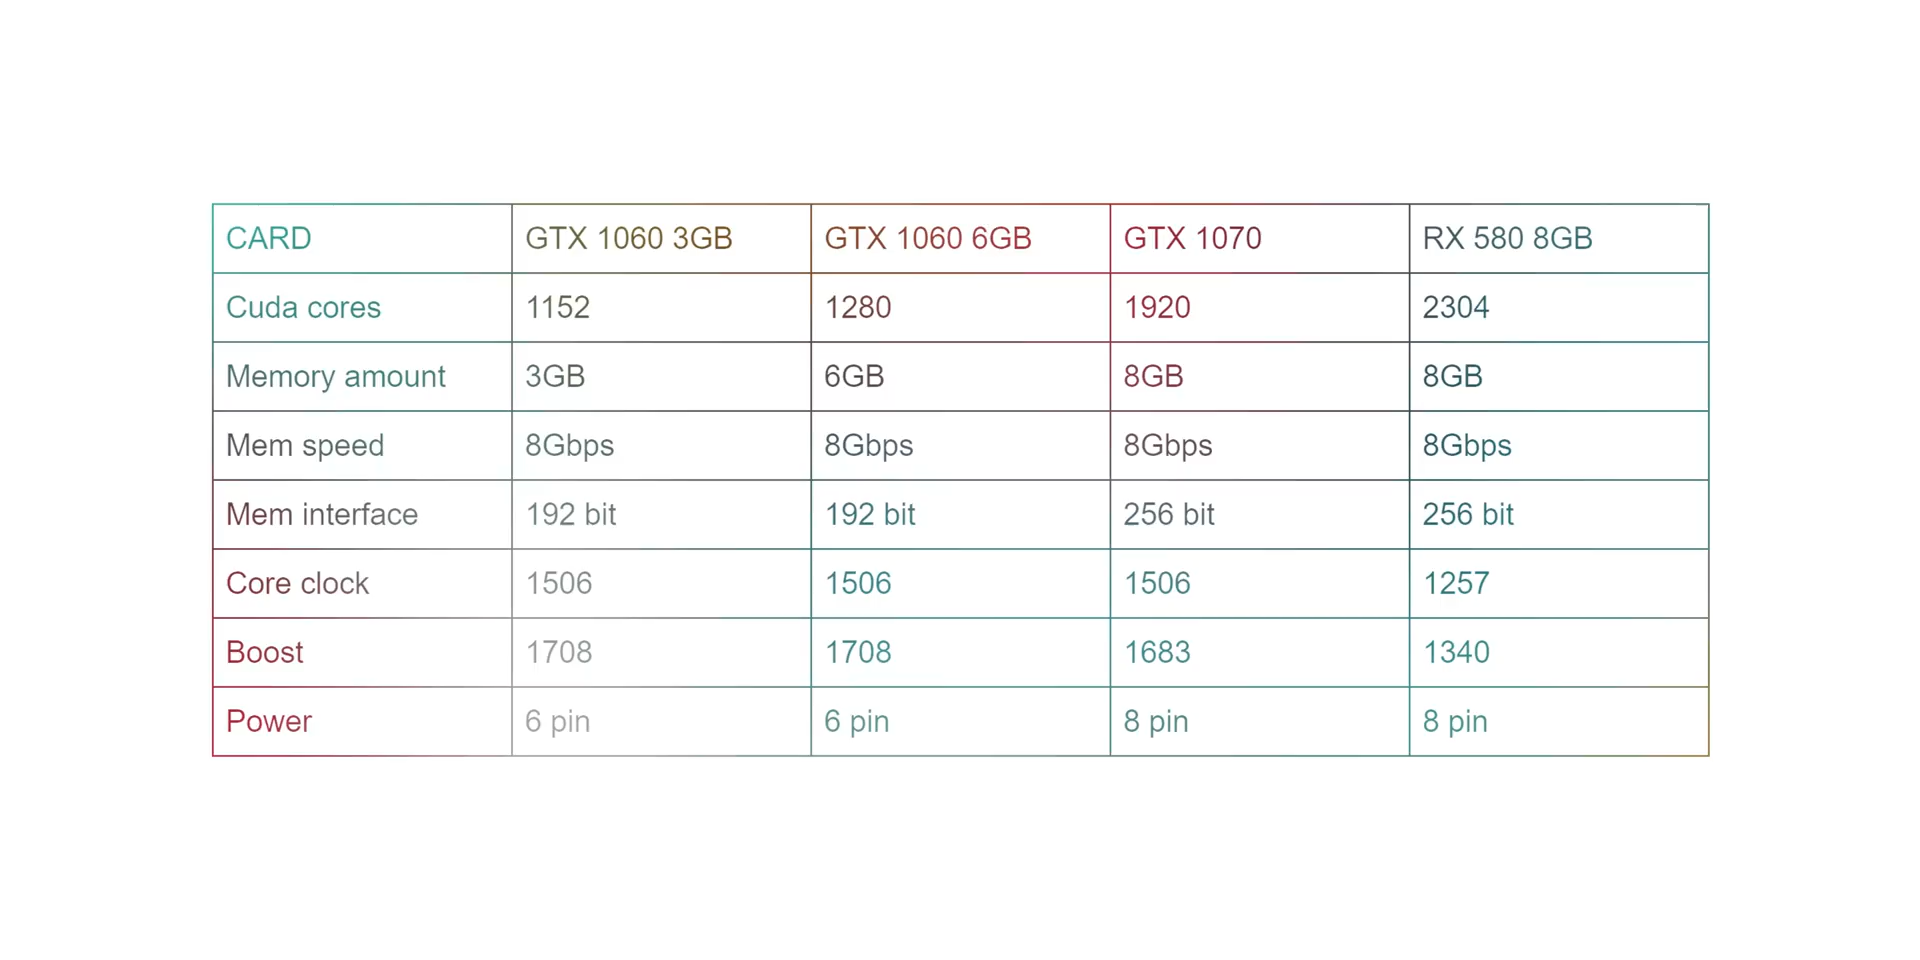 CARD GTX 1060 3GB GTX 1060 6GB GTX 1070 RX 580 8GB
Cuda cores 1152 1280 1920 2304
Memory amount 3GB 6GB 8GB 8GB
Mem speed 8Gbps 8Gbps 8Gbps 8Gbps
Mem interface 192 bit 192 bit 256 bit 256 bit
Core clock 1506 1506 1506 1257
Boost 1708 1708 1683 1340
Power 6 pin 6 pin 8 pin 8 pin